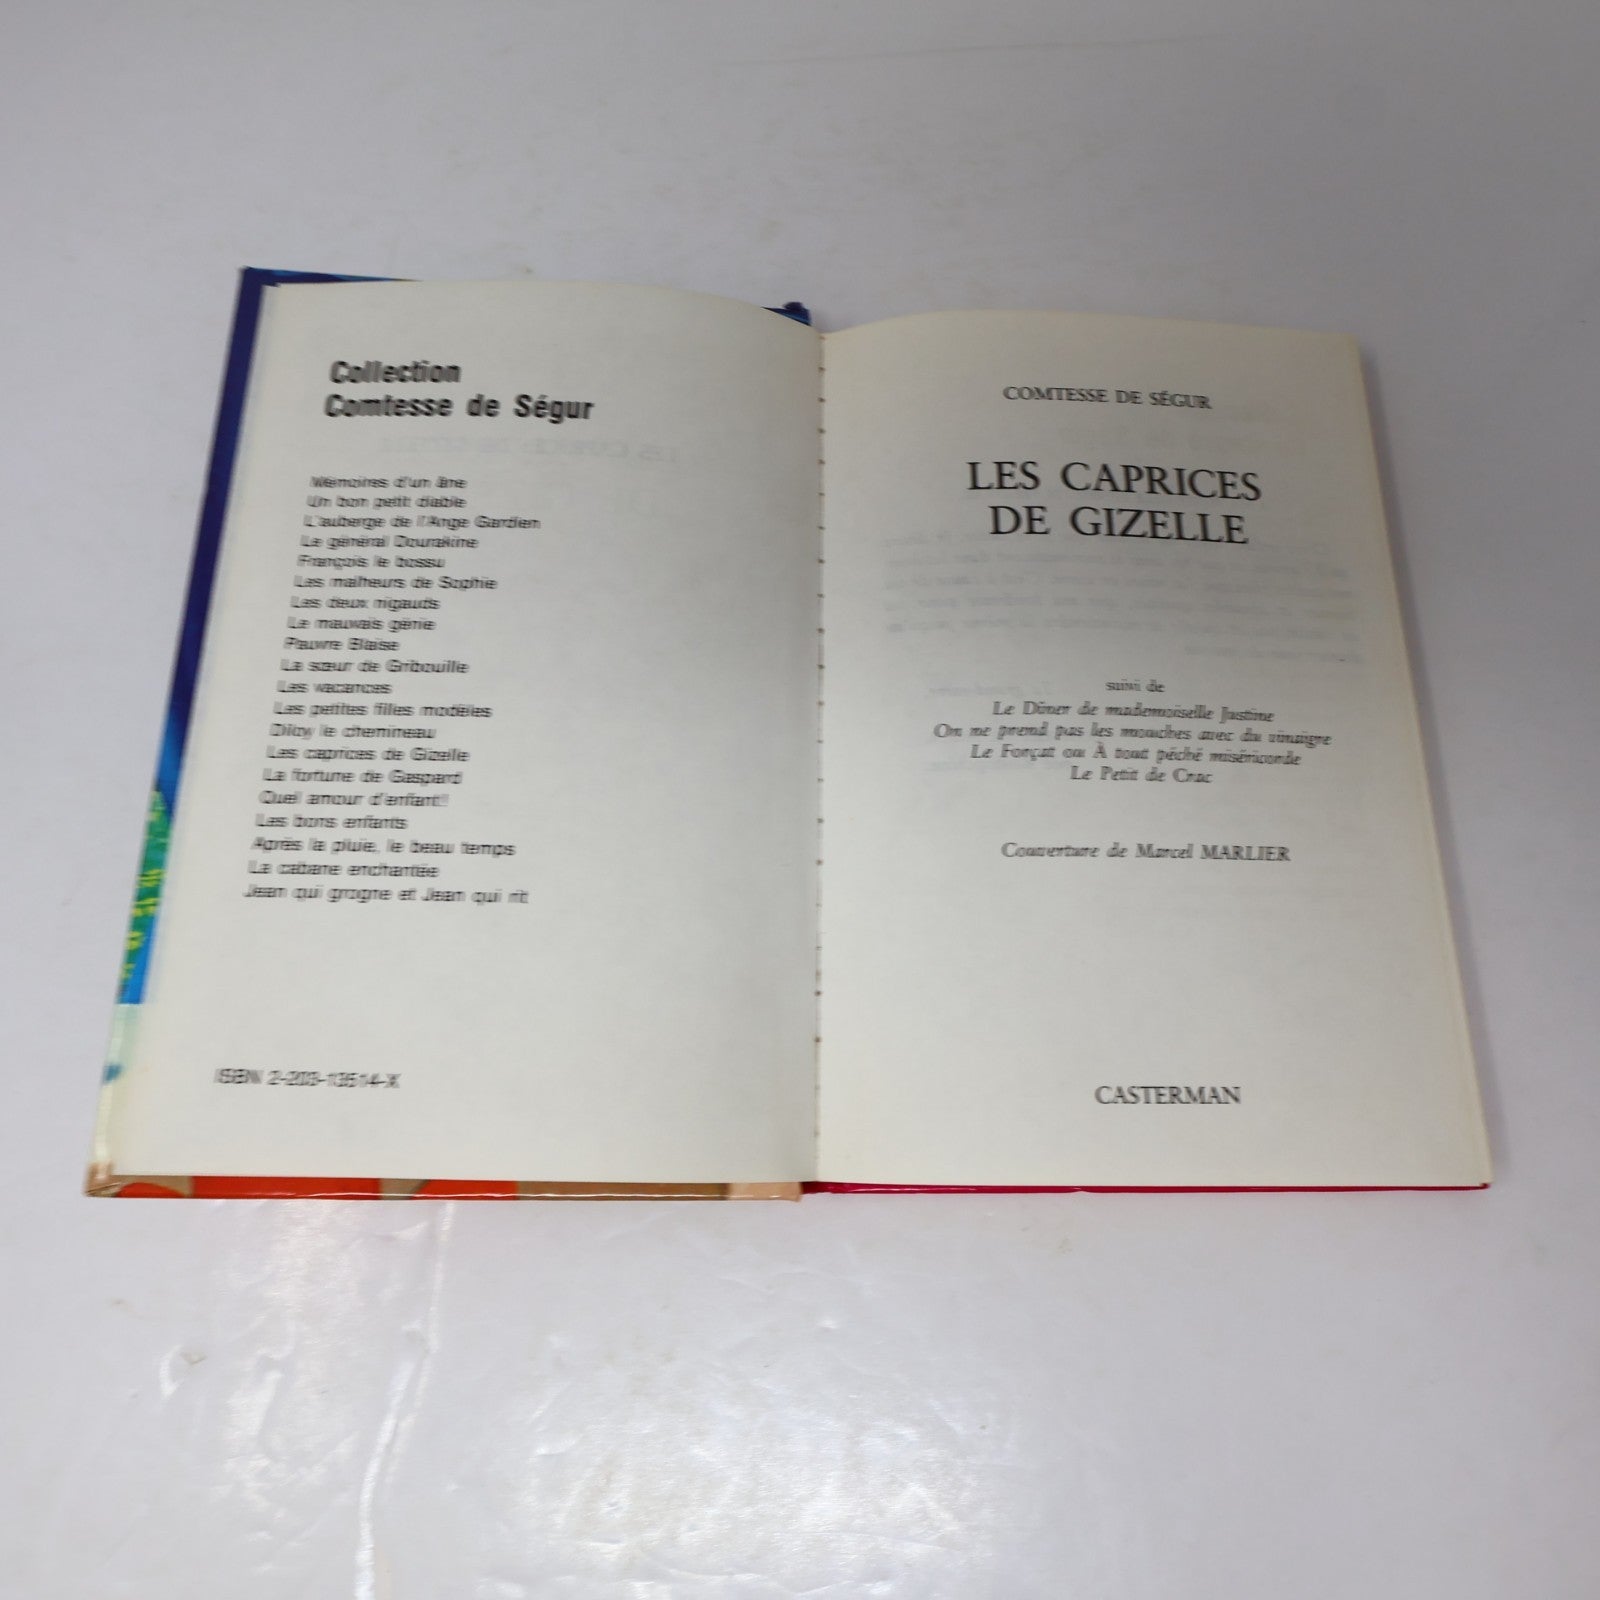 Collection
Comtesse de Ségur
Mémoires d'un âne
Un bon petit diable
L'auberge de l'Ange Gardien
Le général Dourakine
François le bossu
Les malheurs de Sophie
Les deux nigauds
Le mauvais génie
Pauvre Blaise
La sœur de Gribouille
Les vacances
Les petites filles modèles
Diloy le chemineau
Les caprices de Gizelle
La fortune de Gaspard
Quel amour d'enfant!
Les bons enfants
Après la pluie, le beau temps
La cabane enchantée
Jean qui grogne et Jean qui rit
ISBN 2-203-13514-X
COMTESSE DE SÉGUR
LES CAPRICES
DE GIZELLE
suivi de
Le Dîner de mademoiselle Justine
On ne prend pas les mouches avec du vinaigre
Le Forçat ou À tout péché miséricorde
Le Petit de Crac
Couverture de Marcel MARLIER
CASTERMAN